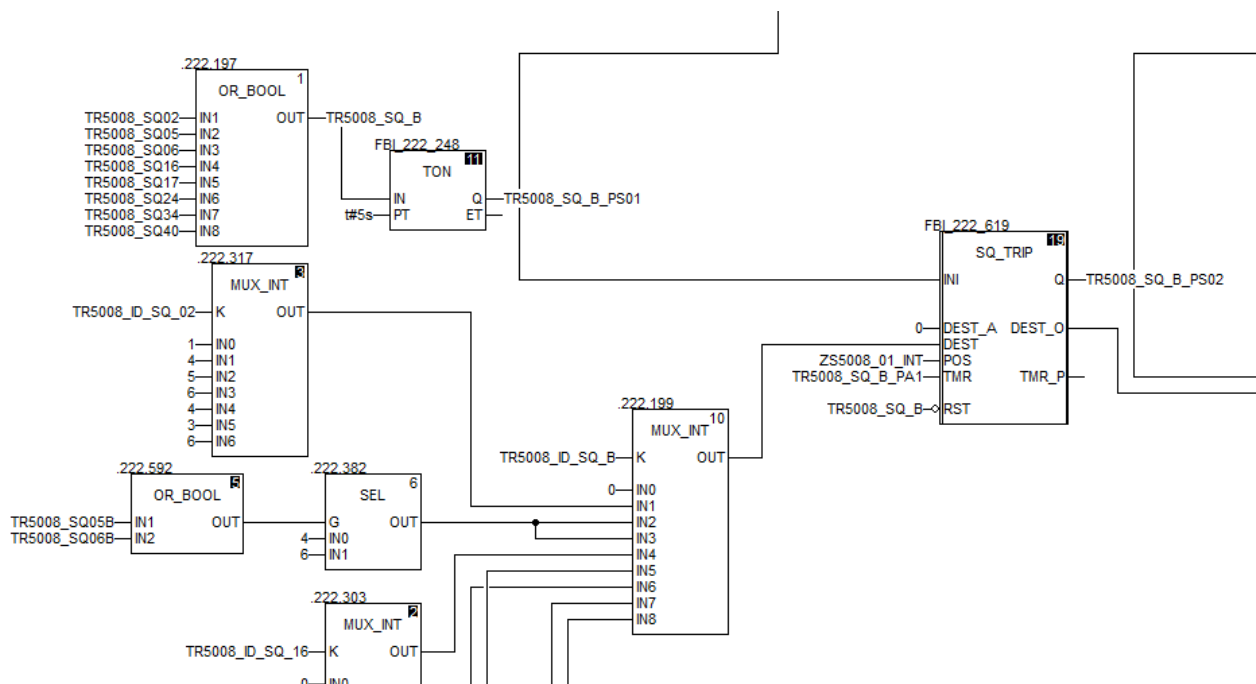 .222.197
1
OR_BOOL
TR5008_SQ02 IN1 OUT TR5008_SQ_B
TR5008_SQ05 IN2
TR5008_SQ06 IN3
TR5008_SQ16 IN4
TR5008_SQ17 IN5
TR5008_SQ24 IN6
TR5008_SQ34 IN7
TR5008_SQ40 IN8
FBI_222_248
11
TON
IN Q TR5008_SQ_B_PS01
t#5s PT ET
.222.317
3
MUX_INT
TR5008_ID_SQ_02 K OUT
1 IN0
4 IN1
5 IN2
6 IN3
4 IN4
3 IN5
6 IN6
FBI_222_619
19
SQ_TRIP
INI Q TR5008_SQ_B_PS02
0 DEST_A DEST_O
DEST
ZS5008_01_INT POS
TR5008_SQ_B_PA1 TMR TMR_P
TR5008_SQ_B RST
.222.199
10
MUX_INT
TR5008_ID_SQ_B K OUT
0 IN0
IN1
IN2
IN3
IN4
IN5
IN6
IN7
IN8
.222.592
5
OR_BOOL
TR5008_SQ05B IN1 OUT
TR5008_SQ06B IN2
.222.382
6
SEL
G OUT
4 IN0
6 IN1
.222.303
2
MUX_INT
TR5008_ID_SQ_16 K OUT
0 IN0